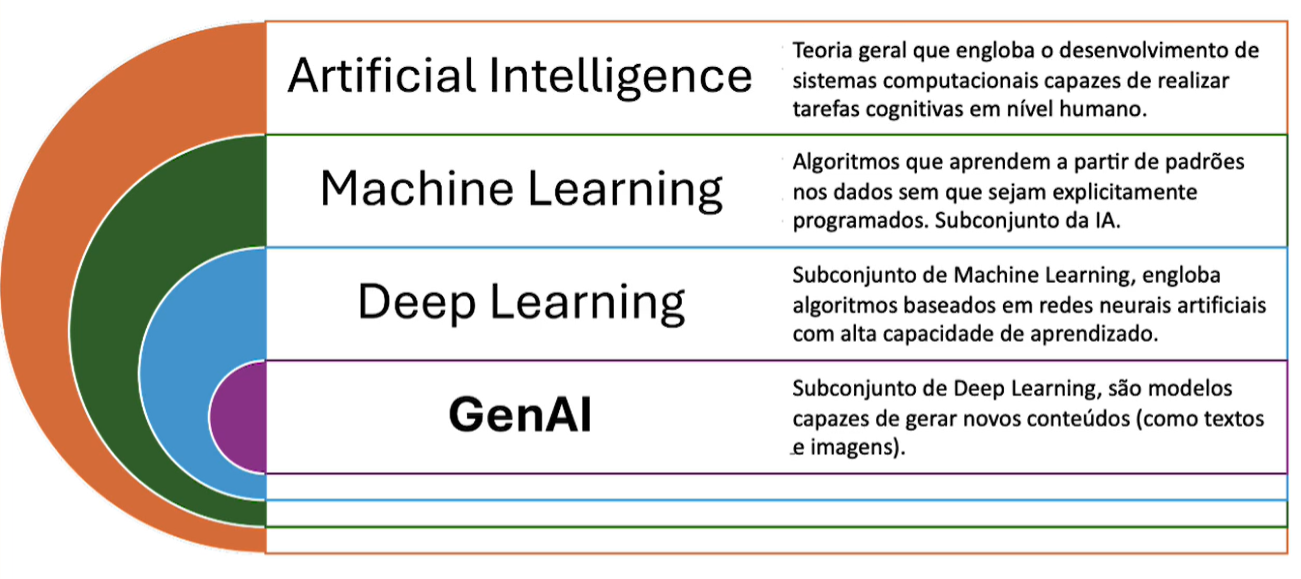 Artificial Intelligence
Teoria geral que engloba o desenvolvimento de
sistemas computacionais capazes de realizar
tarefas cognitivas em nível humano.
Machine Learning
Algoritmos que aprendem a partir de padrões
nos dados sem que sejam explicitamente
programados. Subconjunto da IA.
Deep Learning
Subconjunto de Machine Learning, engloba
algoritmos baseados em redes neurais artificiais
com alta capacidade de aprendizado.
GenAI
Subconjunto de Deep Learning, são modelos
capazes de gerar novos conteúdos (como textos
e imagens).